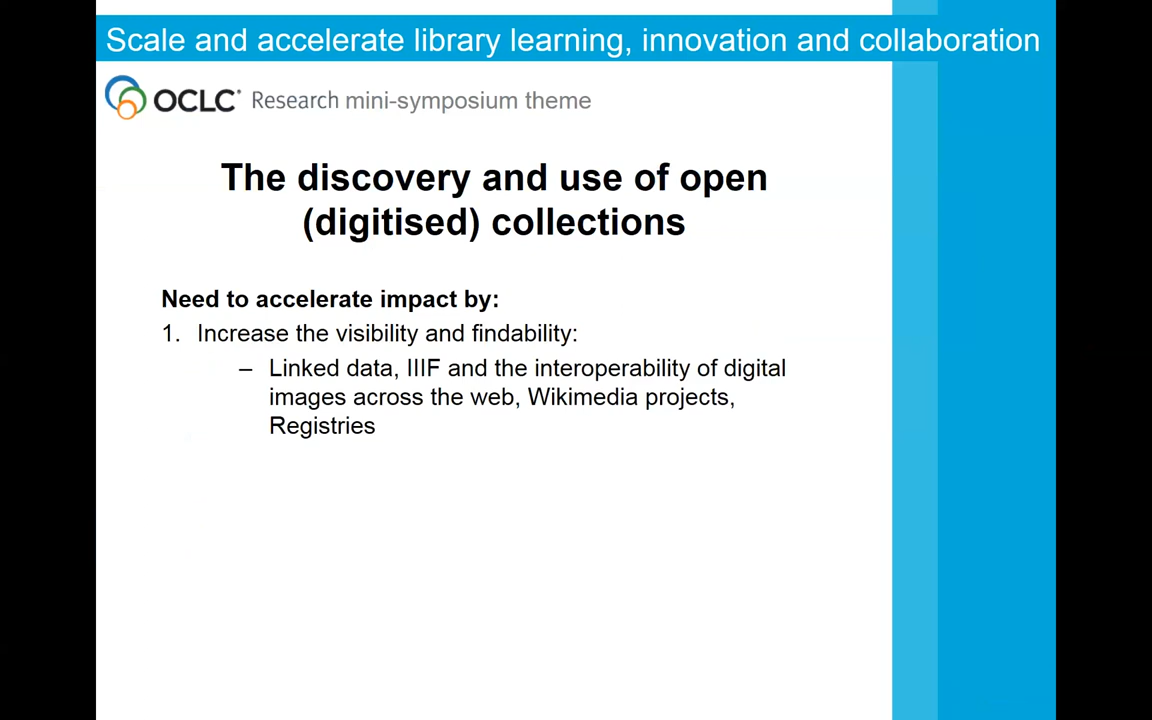 Scale and accelerate library learning, innovation and collaboration
OCLC® Research mini-symposium theme
The discovery and use of open
(digitised) collections
Need to accelerate impact by:
1. Increase the visibility and findability:
– Linked data, IIIF and the interoperability of digital
images across the web, Wikimedia projects,
Registries